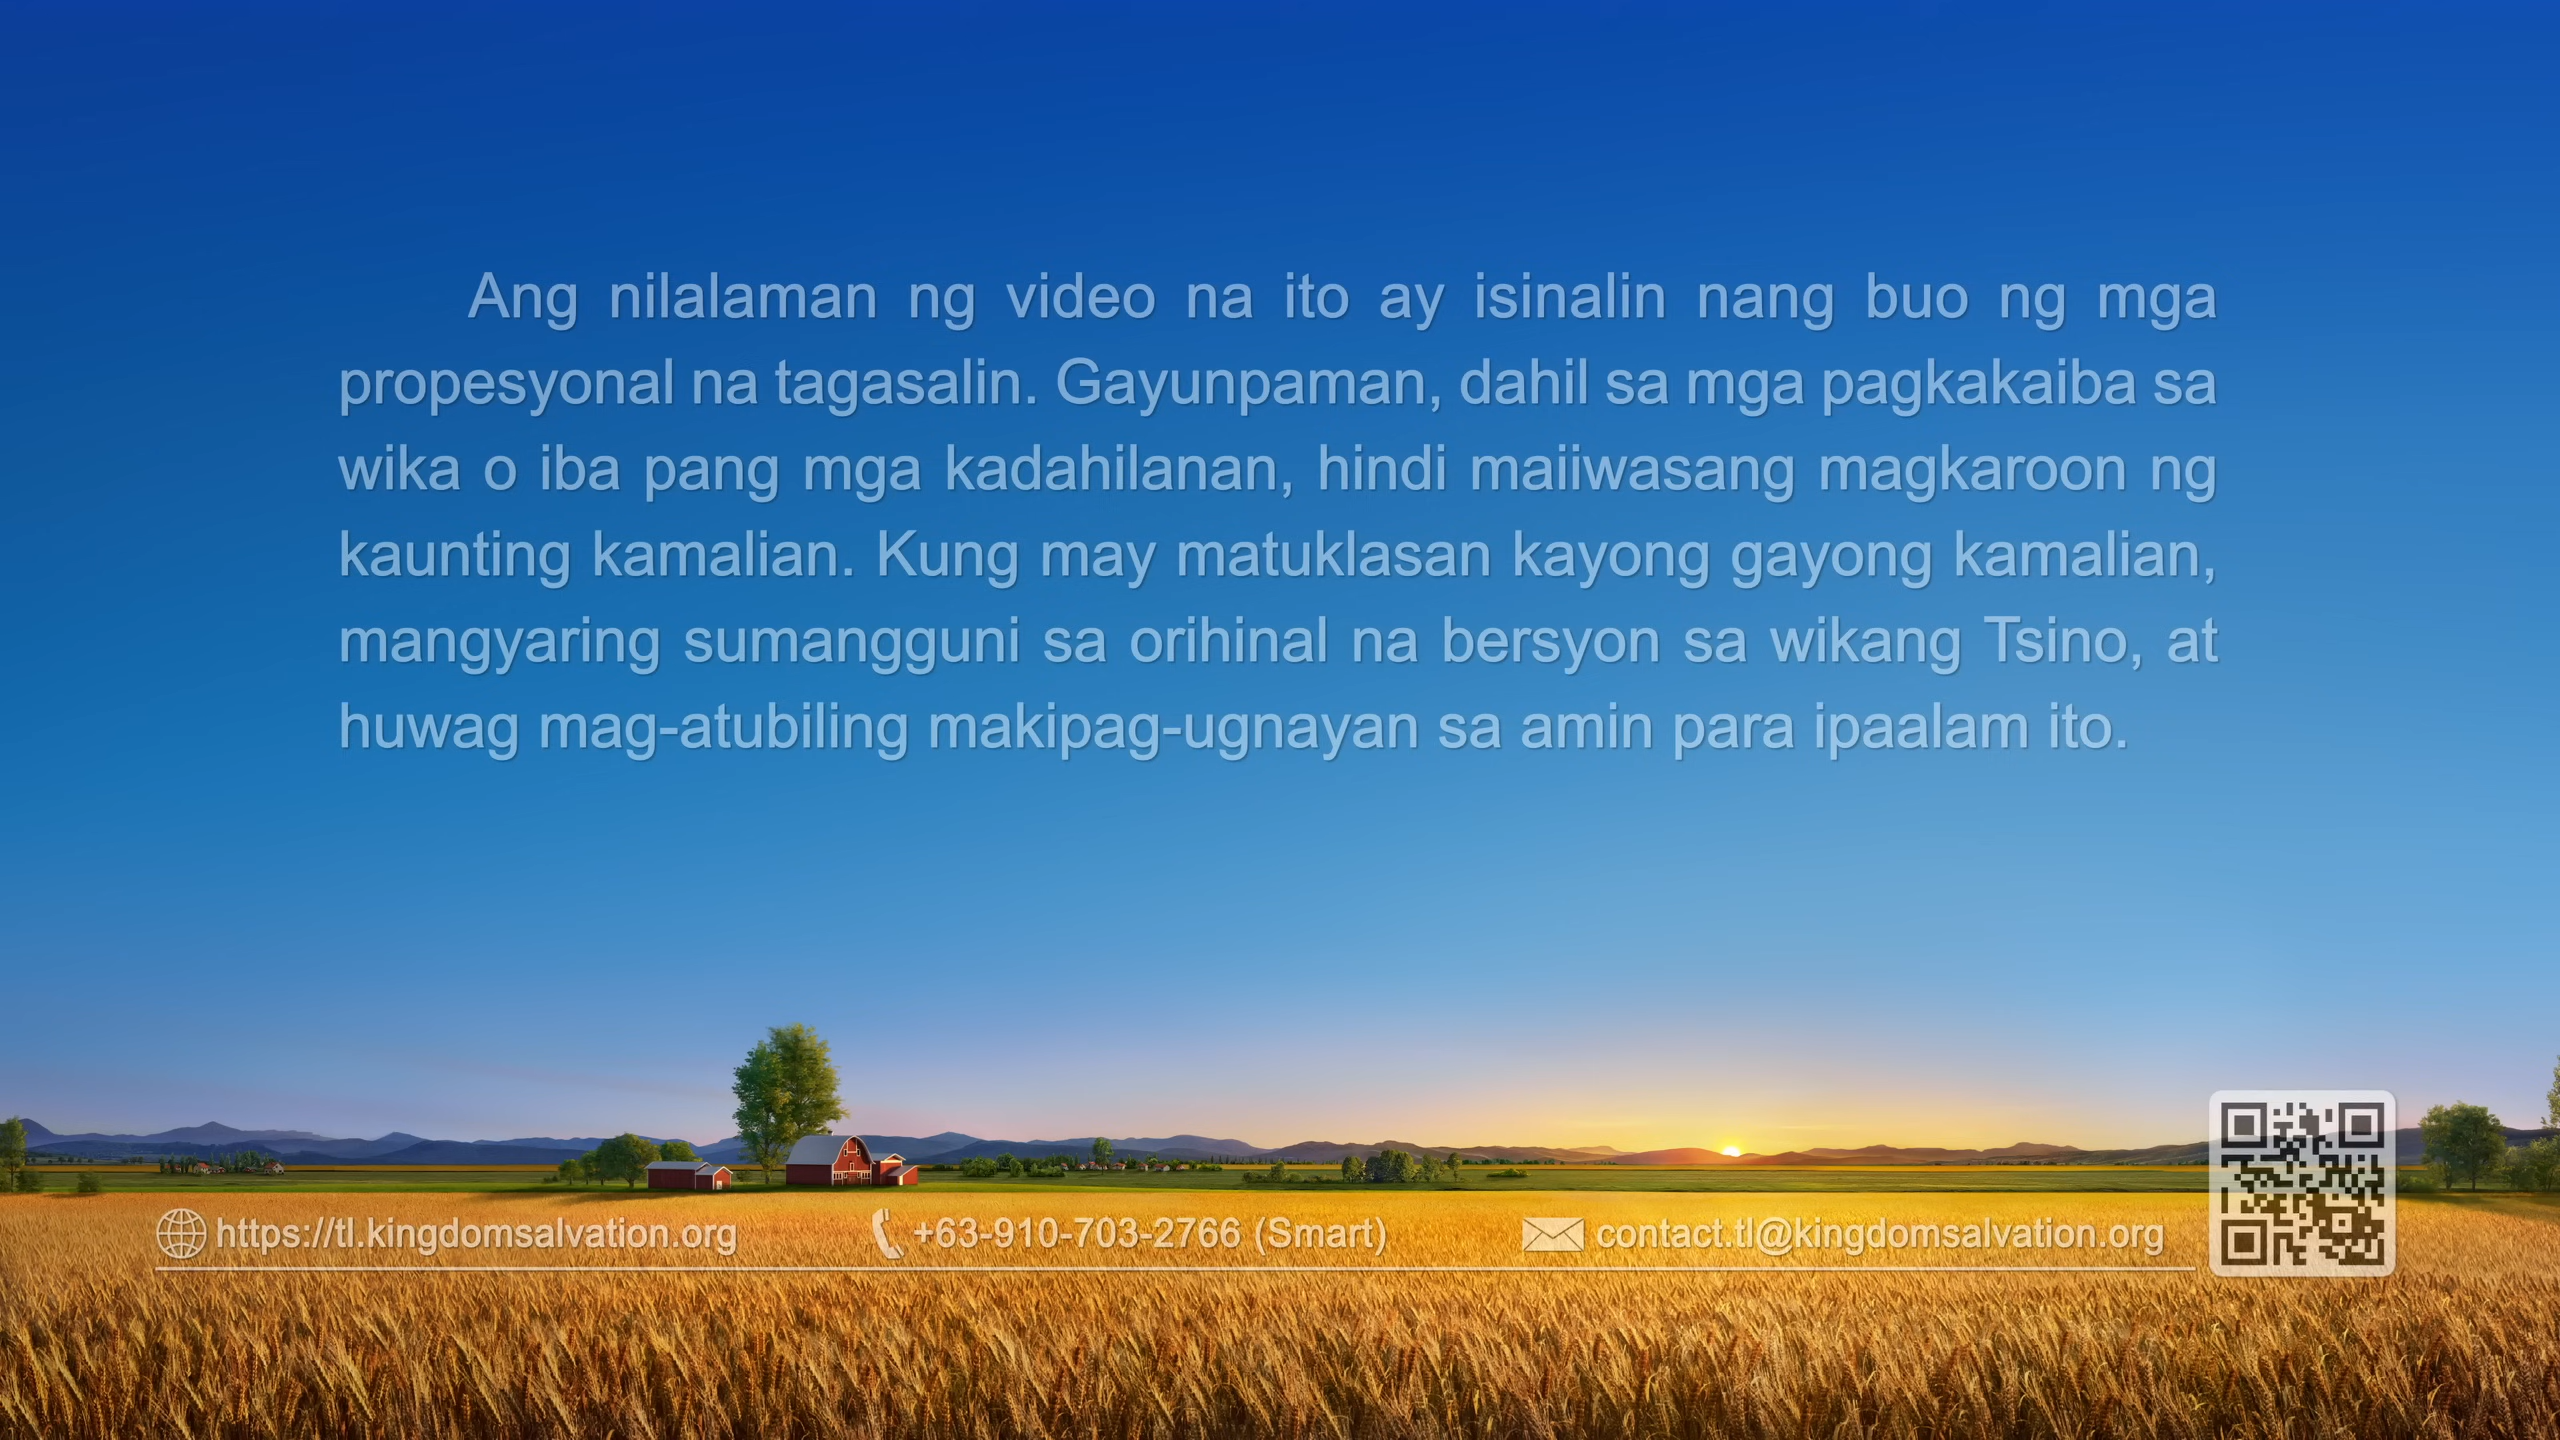 Ang nilalaman ng video na ito ay isinalin nang buo ng mga
propesyonal na tagasalin. Gayunpaman, dahil sa mga pagkakaiba sa
wika o iba pang mga kadahilanan, hindi maiiwasang magkaroon ng
kaunting kamalian. Kung may matuklasan kayong gayong kamalian,
mangyaring sumangguni sa orihinal na bersyon sa wikang Tsino, at
huwag mag-atubiling makipag-ugnayan sa amin para ipaalam ito.
https://tl.kingdomsalvation.org +63-910-703-2766 (Smart) contact.tl@kingdomsalvation.org